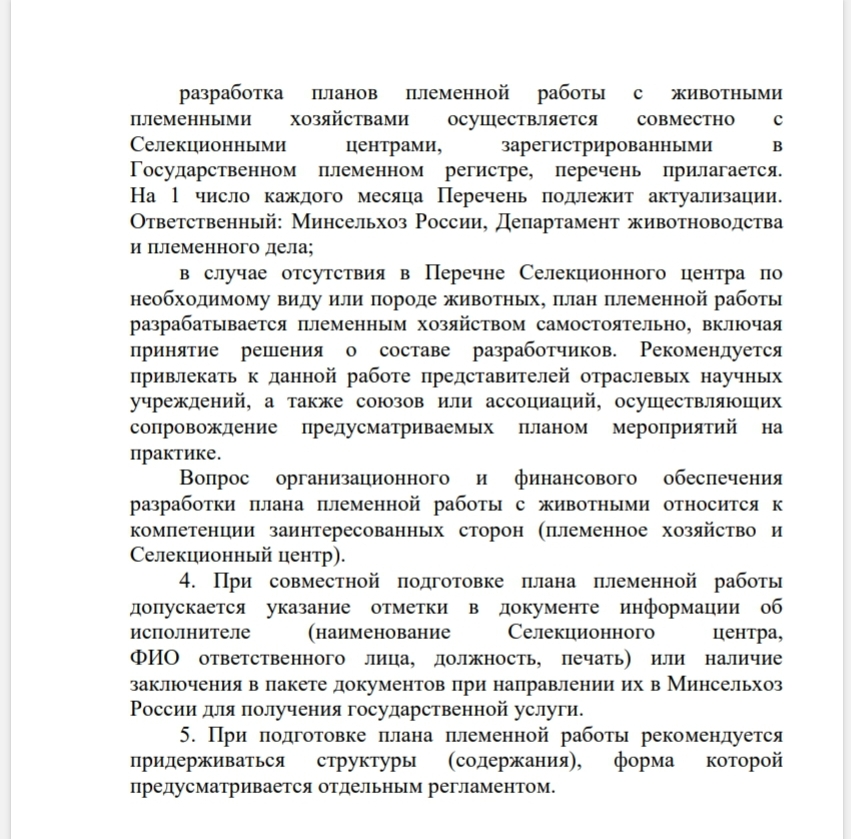 разработка планов племенной работы с животными
племенными хозяйствами осуществляется совместно с
Селекционными центрами, зарегистрированными в
Государственном племенном регистре, перечень прилагается.
На 1 число каждого месяца Перечень подлежит актуализации.
Ответственный: Минсельхоз России, Департамент животноводства
и племенного дела;
в случае отсутствия в Перечне Селекционного центра по
необходимому виду или породе животных, план племенной работы
разрабатывается племенным хозяйством самостоятельно, включая
принятие решения о составе разработчиков. Рекомендуется
привлекать к данной работе представителей отраслевых научных
учреждений, а также союзов или ассоциаций, осуществляющих
сопровождение предусматриваемых планом мероприятий на
практике.
Вопрос организационного и финансового обеспечения
разработки плана племенной работы с животными относится к
компетенции заинтересованных сторон (племенное хозяйство и
Селекционный центр).
4. При совместной подготовке плана племенной работы
допускается указание отметки в документе информации об
исполнителе (наименование Селекционного центра,
ФИО ответственного лица, должность, печать) или наличие
заключения в пакете документов при направлении их в Минсельхоз
России для получения государственной услуги.
5. При подготовке плана племенной работы рекомендуется
придерживаться структуры (содержания), форма которой
предусматривается отдельным регламентом.